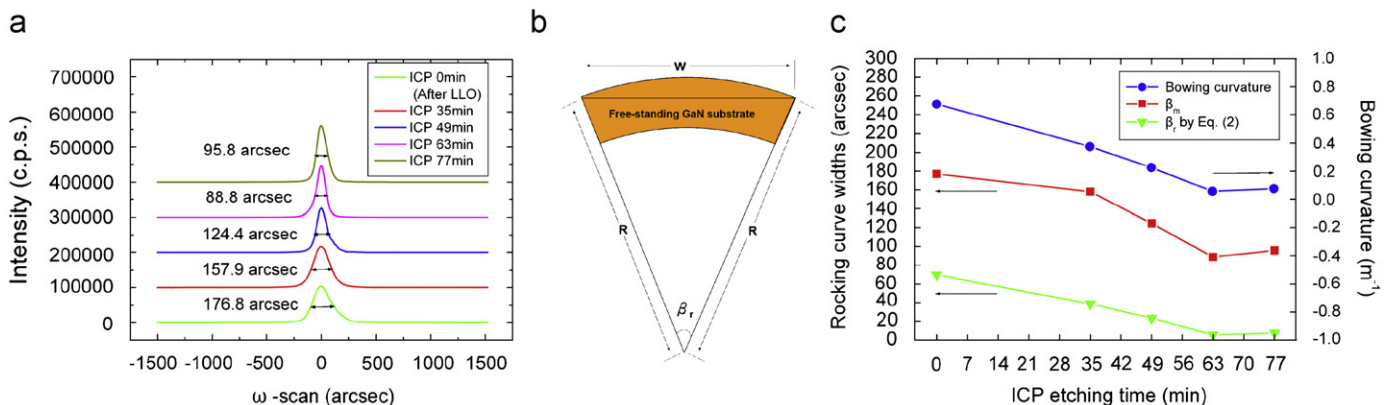 a
Intensity (c.p.s.)
700000
600000
500000
400000
300000
200000
100000
0
ICP 0min
(After LLO)
ICP 35min
ICP 49min
ICP 63min
ICP 77min
95.8 arcsec
88.8 arcsec
124.4 arcsec
157.9 arcsec
176.8 arcsec
-1500 -1000 -500 0 500 1000 1500
ω -scan (arcsec)
b
W
Free-standing GaN substrate
R
R
βr
c
Rocking curve widths (arcsec)
300
280
260
240
220
200
180
160
140
120
100
80
60
40
20
0
Bowing curvature
βm
βr by Eq. (2)
1.0
0.8
0.6
0.4
0.2
0.0
-0.2
-0.4
-0.6
-0.8
-1.0
Bowing curvature (m-1)
0 7 14 21 28 35 42 49 56 63 70 77
ICP etching time (min)